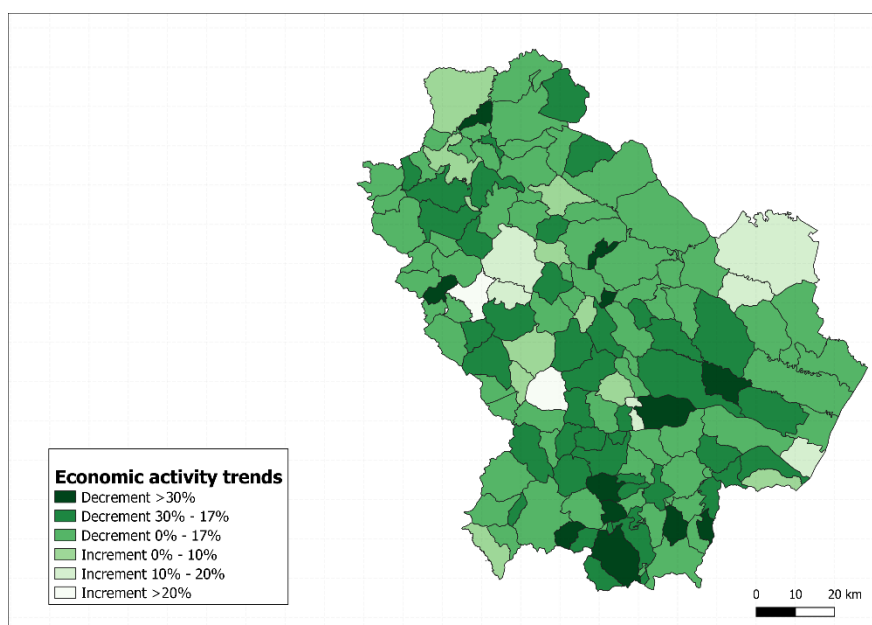 Economic activity trends
Decrement >30%
Decrement 30% - 17%
Decrement 0% - 17%
Increment 0% - 10%
Increment 10% - 20%
Increment >20%
0 10 20 km